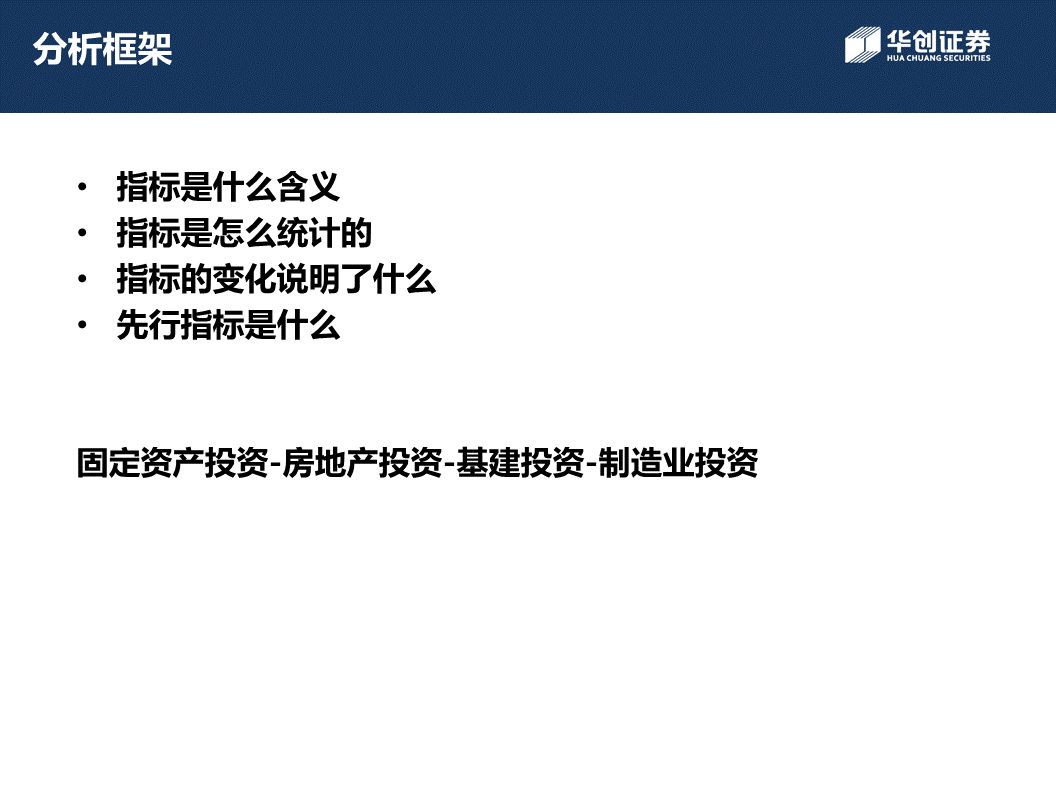 分析框架
华创证券
HUA CHUANG SECURITIES
• 指标是什么含义
• 指标是怎么统计的
• 指标的变化说明了什么
• 先行指标是什么
固定资产投资-房地产投资-基建投资-制造业投资